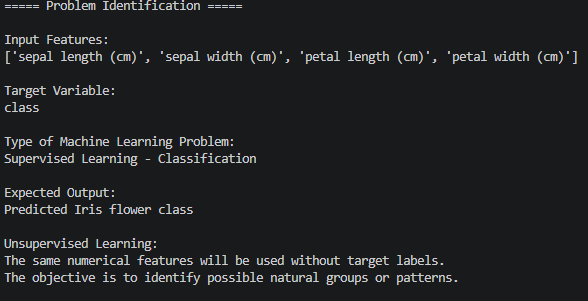 ===== Problem Identification =====
Input Features:
['sepal length (cm)', 'sepal width (cm)', 'petal length (cm)', 'petal width (cm)']
Target Variable:
class
Type of Machine Learning Problem:
Supervised Learning - Classification
Expected Output:
Predicted Iris flower class
Unsupervised Learning:
The same numerical features will be used without target labels.
The objective is to identify possible natural groups or patterns.